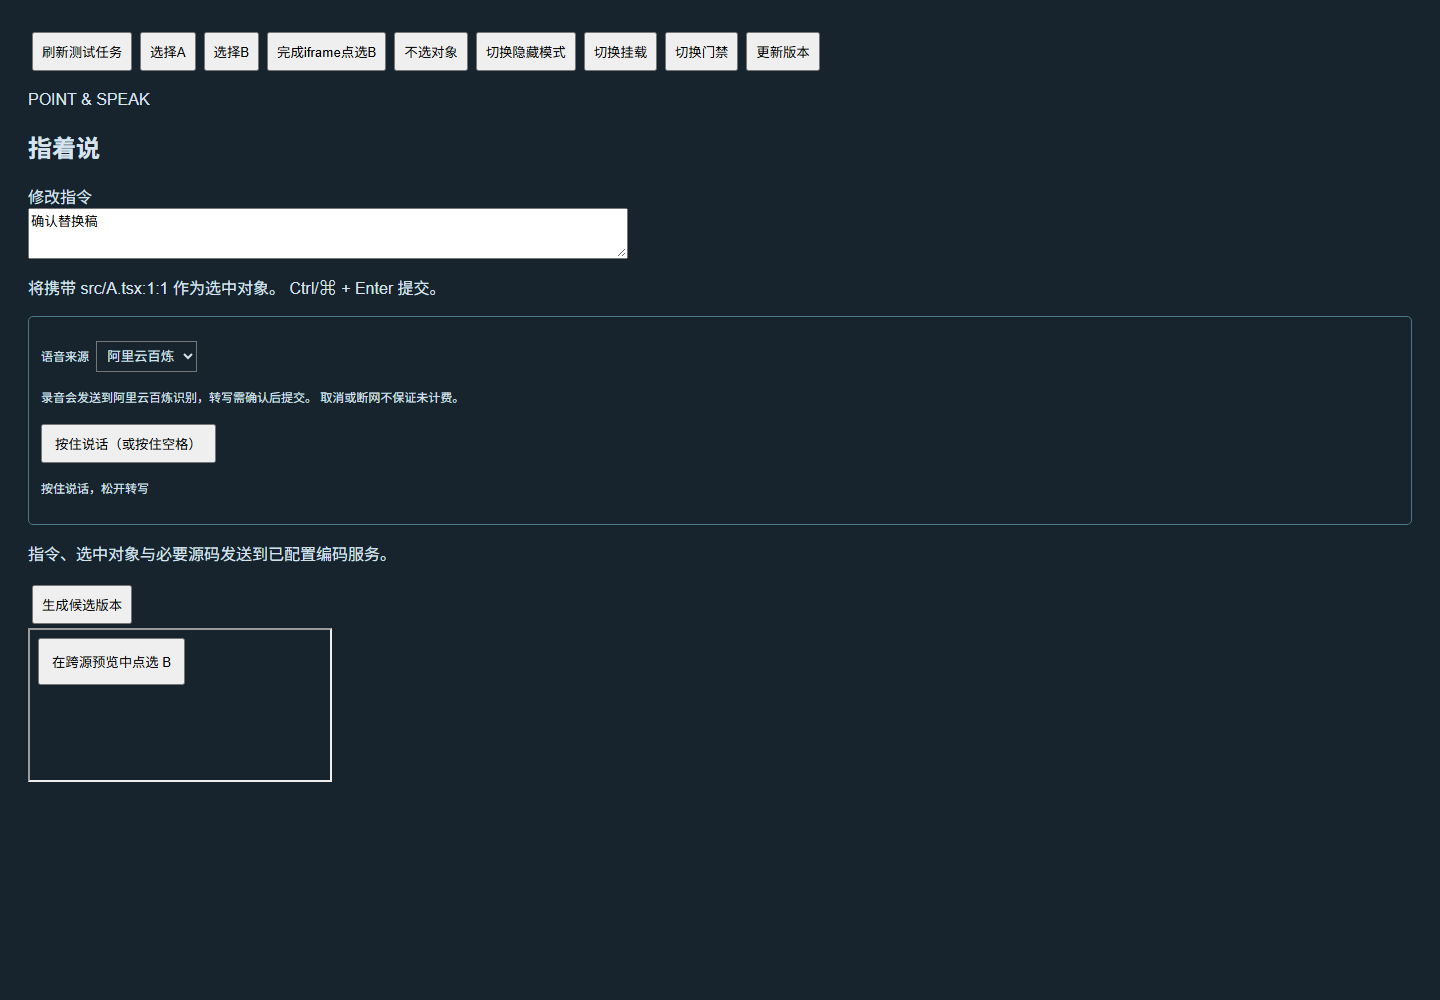 刷新测试任务 选择A 选择B 完成iframe点选B 不选对象 切换隐藏模式 切换挂载 切换门禁 更新版本
POINT & SPEAK
指着说
修改指令
确认替换稿
将携带 src/A.tsx:1:1 作为选中对象。 Ctrl/⌘ + Enter 提交。
语音来源 阿里云百炼
录音会发送到阿里云百炼识别，转写需确认后提交。 取消或断网不保证未计费。
按住说话（或按住空格）
按住说话，松开转写
指令、选中对象与必要源码发送到已配置编码服务。
生成候选版本
在跨源预览中点选 B